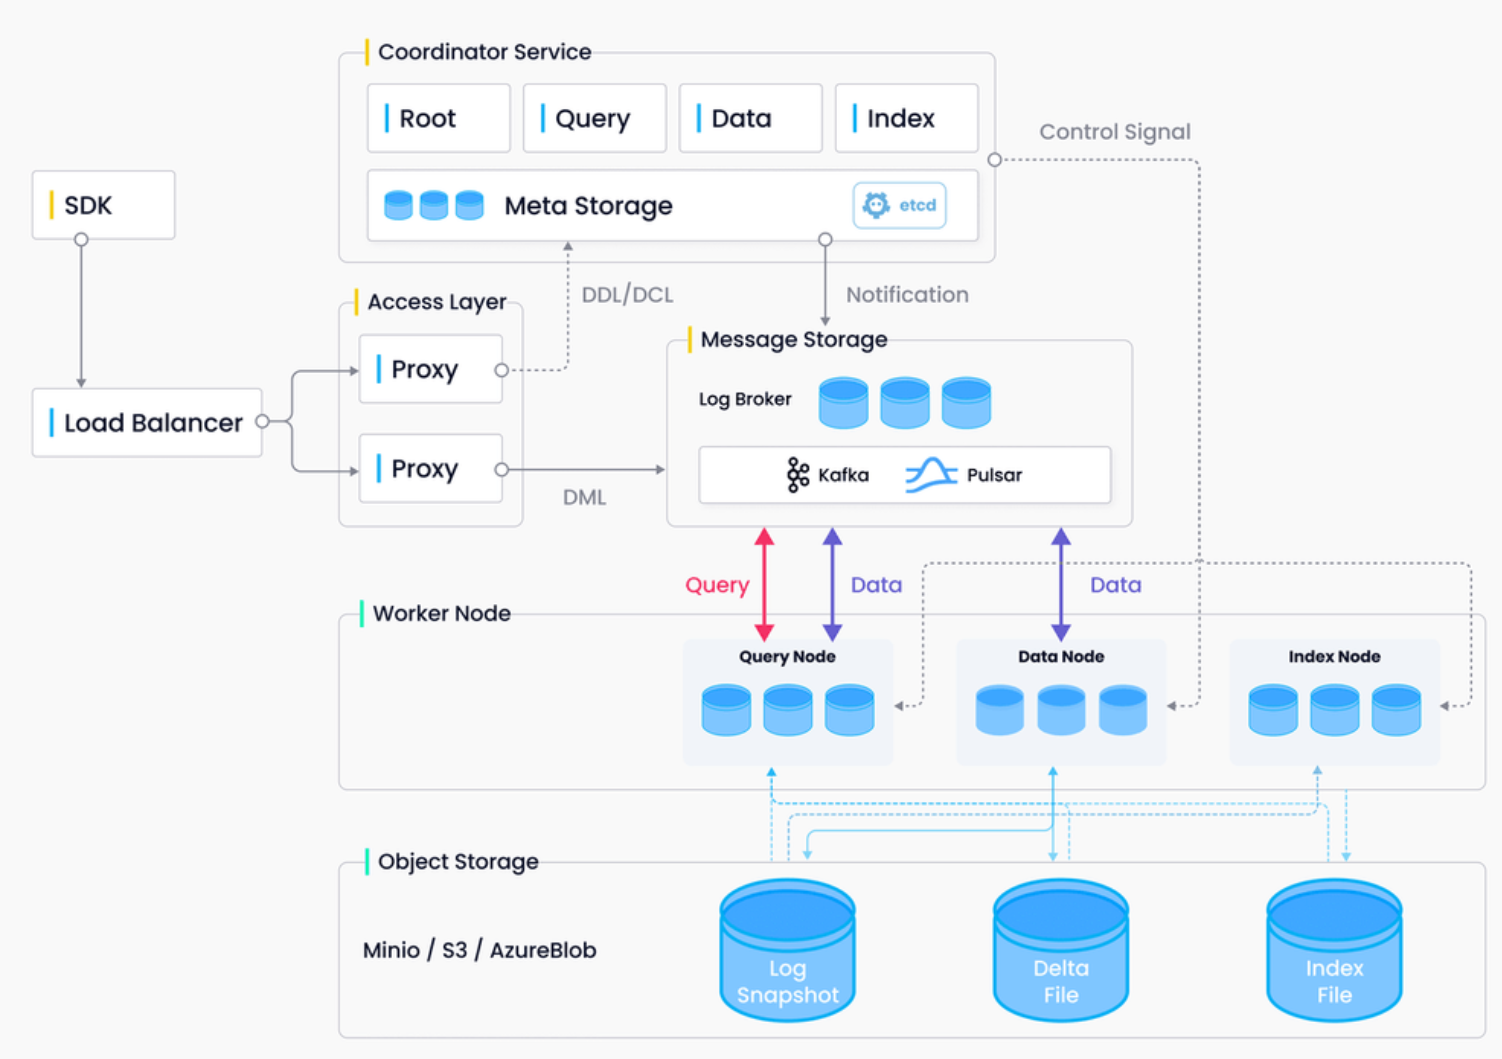 Coordinator Service
Root
Query
Data
Index
Control Signal
SDK
Meta Storage
etcd
DDL/DCL
Notification
Access Layer
Message Storage
Proxy
Log Broker
Load Balancer
Proxy
Kafka
Pulsar
DML
Query
Data
Data
Worker Node
Query Node
Data Node
Index Node
Object Storage
Minio / S3 / AzureBlob
Log
Snapshot
Delta
File
Index
File